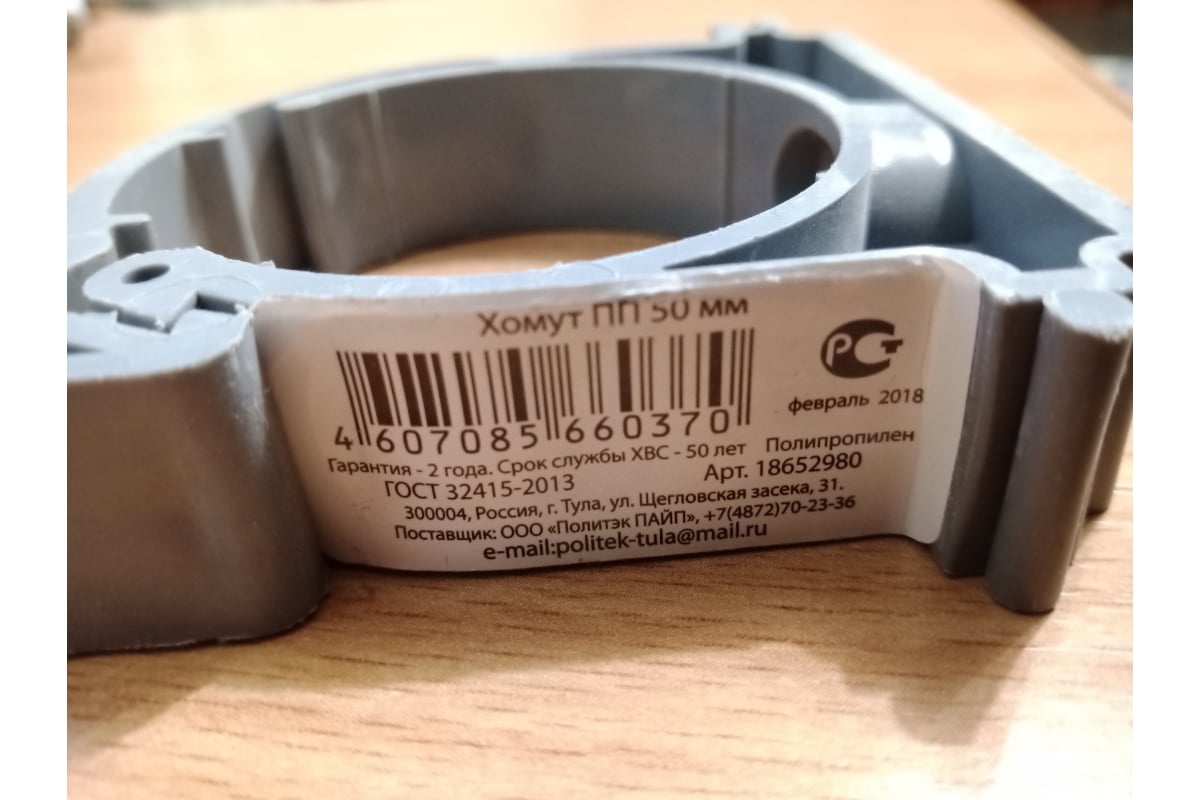 Хомут ПП 50 мм
РСТ
февраль 2018
4 607085 660370
Гарантия - 2 года. Срок службы ХВС - 50 лет Полипропилен
ГОСТ 32415-2013 Арт. 18652980
300004, Россия, г. Тула, ул. Щегловская засека, 31.
Поставщик: ООО «Политэк ПАЙП», +7(4872)70-23-36
e-mail:politek-tula@mail.ru